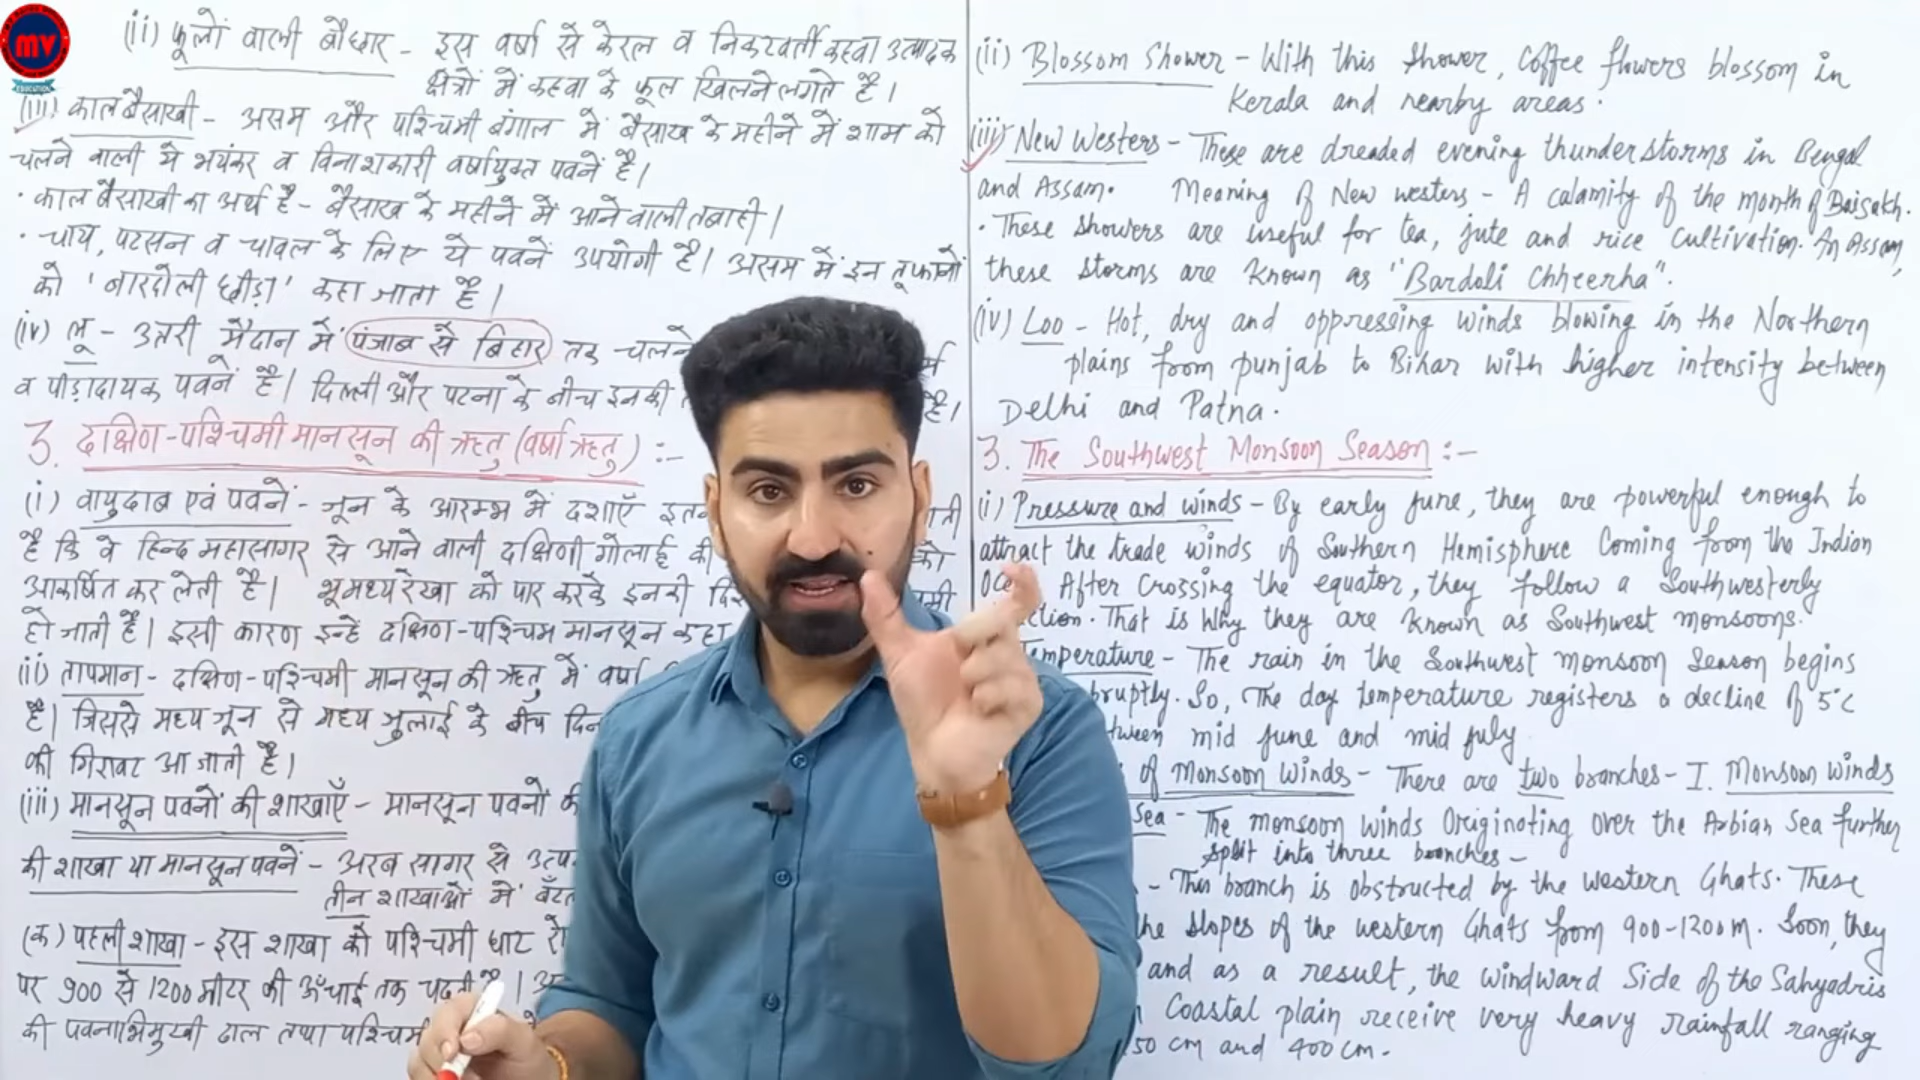 mv
EDUCATION
(ii) फूलों वाली बौछार - इस वर्षा से केरल व निकटवर्ती कहवा उत्पादक
क्षेत्रों में कहवा के फूल खिलने लगते है।
(iii) काल बैसाखी - असम और पश्चिमी बंगाल में बैसाख के महीने में शाम को
चलने वाली ये भयंकर व विनाशकारी वर्षायुक्त पवनें है।
· काल बैसाखी का अर्थ है - बैसाख के महीने में आने वाली तबाही।
· चाय, पटसन व चावल के लिए ये पवनें उपयोगी है। असम में इन तूफानों
को 'बारदोली छीड़ा' कहा जाता है।
(iv) लू - उत्तरी मैदान में पंजाब से बिहार तक चलने
व पीड़ादायक पवनें है। दिल्ली और पटना के बीच इनकी है।
3. दक्षिण-पश्चिमी मानसून की ऋतु (वर्षा ऋतु) :-
(i) वायुदाब एवं पवनें - जून के आरम्भ में दशाएँ
है कि वे हिन्द महासागर से आने वाली दक्षिणी गोलार्द्ध की को
आकर्षित कर लेती है। भूमध्य रेखा को पार करके इनकी
हो जाती है। इसी कारण इन्हें दक्षिण-पश्चिम मानसून कहा
(ii) तापमान - दक्षिण-पश्चिमी मानसून की ऋतु में वर्षा
है। जिससे मध्य जून से मध्य जुलाई के बीच दिन
की गिरावट आ जाती है।
(iii) मानसून पवनों की शाखाएँ - मानसून पवनों की
की शाखा या मानसून पवनें - अरब सागर से
तीन शाखाओं में
(क) पहली शाखा - इस शाखा को पश्चिमी घाट
पर 900 से 1200 मीटर की ऊँचाई तक चढ़ती है।
की पवनाभिमुखी ढाल तथा पश्चिमी
(ii) Blossom Shower - With this shower, Coffee flowers blossom in
Kerala and nearby areas.
(iii) New Westers - These are dreaded evening thunderstorms in Bengal
and Assam. Meaning of New westers - A calamity of the month of Baisakh.
· These showers are useful for tea, jute and rice cultivation. In Assam,
these storms are known as "Bardoli Chheerha".
(iv) Loo - Hot, dry and oppressing winds blowing in the Northern
plains from punjab to Bihar with higher intensity between
Delhi and Patna.
3. The Southwest Monsoon Season :-
(i) Pressure and winds - By early June, they are powerful enough to
attract the trade winds of Southern Hemisphere Coming from the Indian
After Crossing the equator, they follow a Southwesterly
That is Why they are known as Southwest monsoons.
Temperature - The rain in the Southwest monsoon Season begins
So, The day temperature registers a decline of 5°C
mid June and mid July
of Monsoon Winds - There are two branches - I. Monsoon winds
Sea - The monsoon winds Originating over the Arbian Sea further
split into three branches -
- This branch is obstructed by the Western Ghats. These
the slopes of the western Ghats from 900-1200m. Soon, they
and as a result, the windward Side of the Sahyadris
Coastal plain receive very heavy rainfall ranging
50 cm and 400 cm.